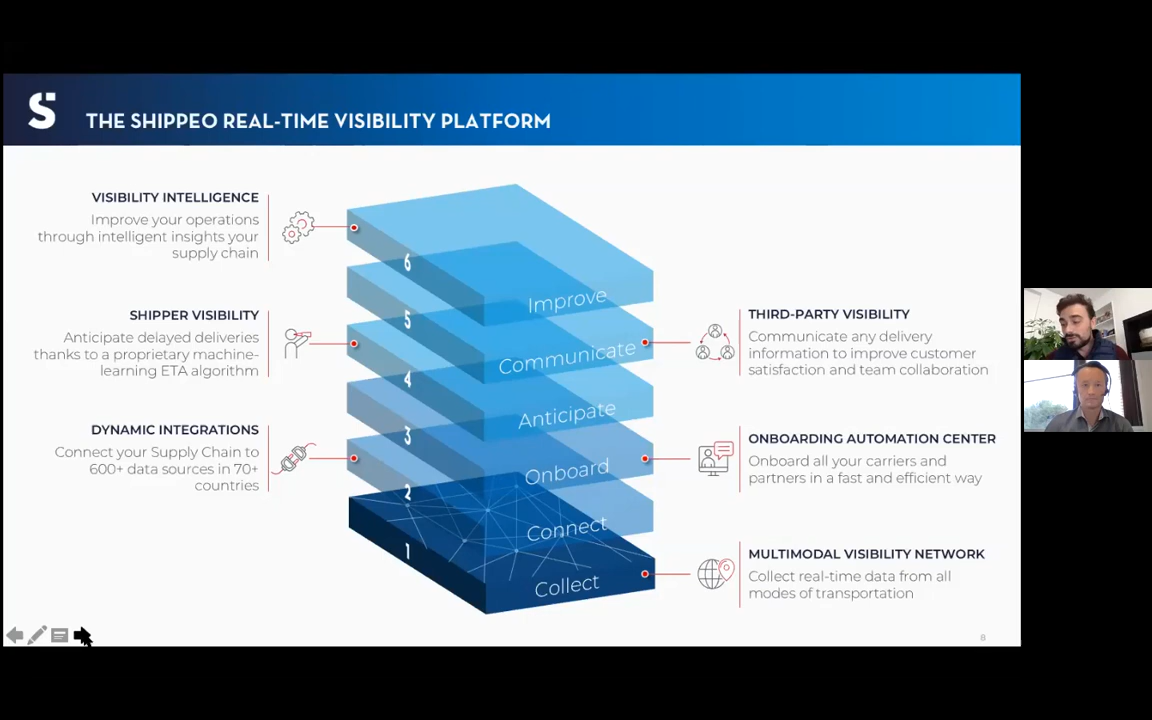 THE SHIPPEO REAL-TIME VISIBILITY PLATFORM
VISIBILITY INTELLIGENCE
Improve your operations
through intelligent insights your
supply chain
SHIPPER VISIBILITY
Anticipate delayed deliveries
thanks to a proprietary machine-
learning ETA algorithm
DYNAMIC INTEGRATIONS
Connect your Supply Chain to
600+ data sources in 70+
countries
6
Improve
5
Communicate
4
Anticipate
3
Onboard
2
Connect
1
Collect
THIRD-PARTY VISIBILITY
Communicate any delivery
information to improve customer
satisfaction and team collaboration
ONBOARDING AUTOMATION CENTER
Onboard all your carriers and
partners in a fast and efficient way
MULTIMODAL VISIBILITY NETWORK
Collect real-time data from all
modes of transportation
8